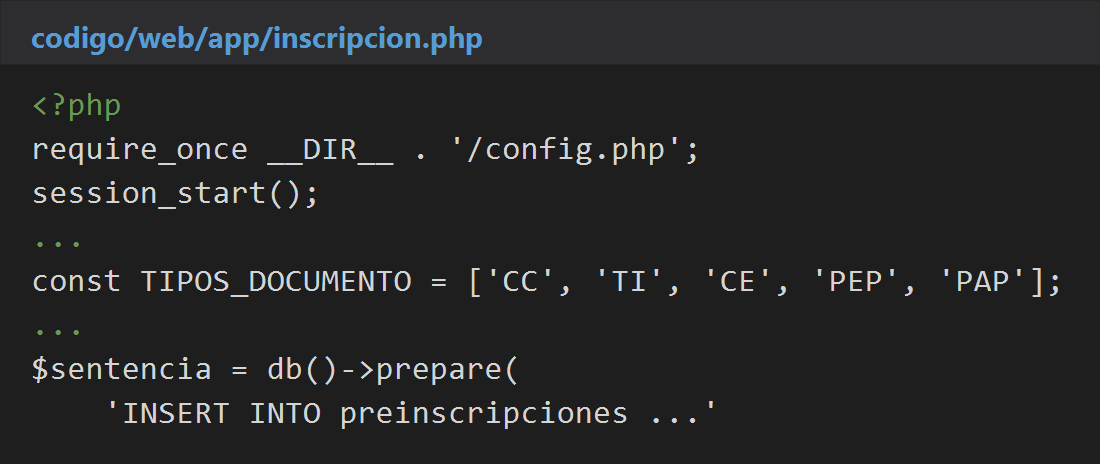 codigo/web/app/inscripcion.php
<?php
require_once __DIR__ . '/config.php';
session_start();
...
const TIPOS_DOCUMENTO = ['CC', 'TI', 'CE', 'PEP', 'PAP'];
...
$sentencia = db()->prepare(
    'INSERT INTO preinscripciones ...'